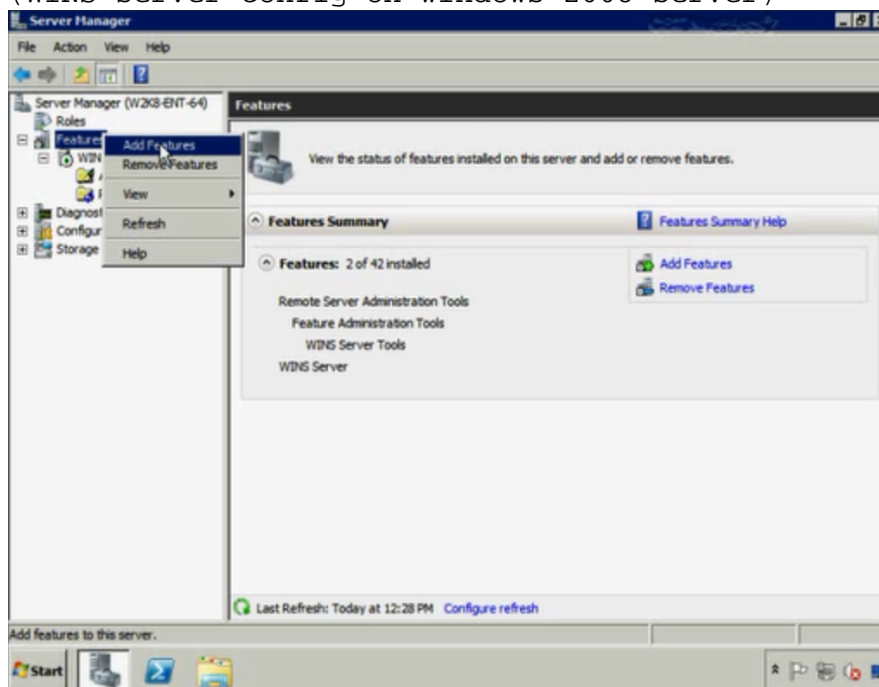 Server Manager
File Action View Help
Server Manager (W2K8-ENT-64)
Roles
Features
WIN
Diagnost
Configur
Storage
Add Features
Remove Features
View
Refresh
Help
Features
View the status of features installed on this server and add or remove features.
Features Summary
Features Summary Help
Features: 2 of 42 installed
Add Features
Remove Features
Remote Server Administration Tools
Feature Administration Tools
WINS Server Tools
WINS Server
Last Refresh: Today at 12:28 PM Configure refresh
Add features to this server.
Start